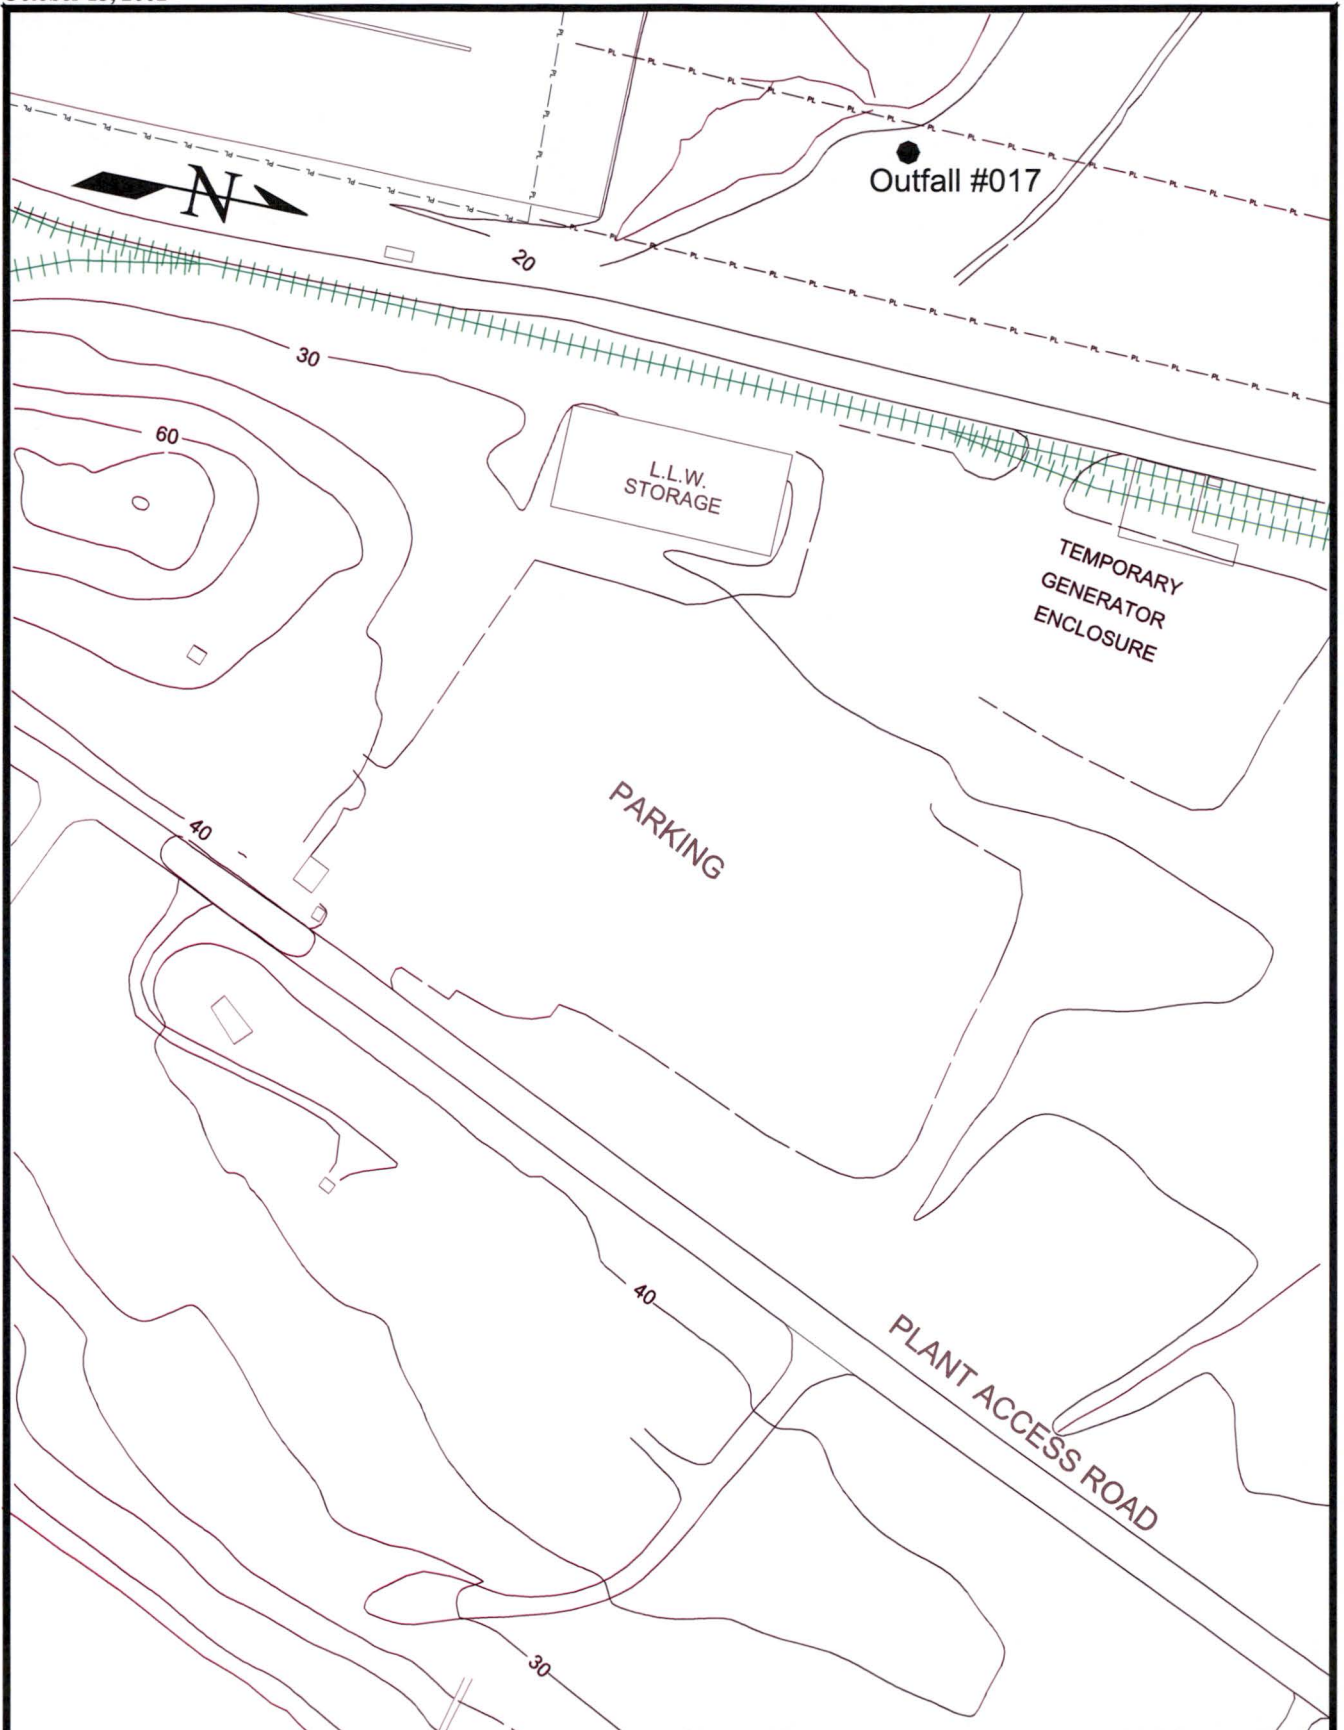 Outfall #017
N
20
30
60
L.L.W.
STORAGE
TEMPORARY
GENERATOR
ENCLOSURE
PARKING
40
40
PLANT ACCESS ROAD
30